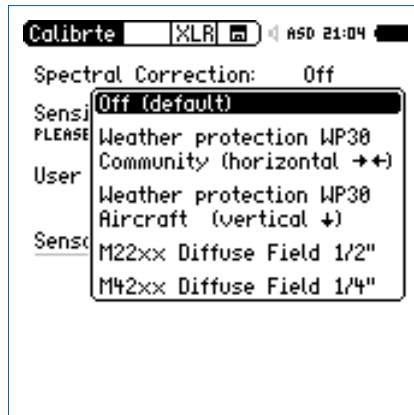 Calibrte XLR ASD 21:04
Spectral Correction: Off
Sensi
PLEASE
User
Senso
Off (default)
Weather protection WP30
Community (horizontal →←)
Weather protection WP30
Aircraft (vertical ↓)
M22xx Diffuse Field 1/2"
M42xx Diffuse Field 1/4"